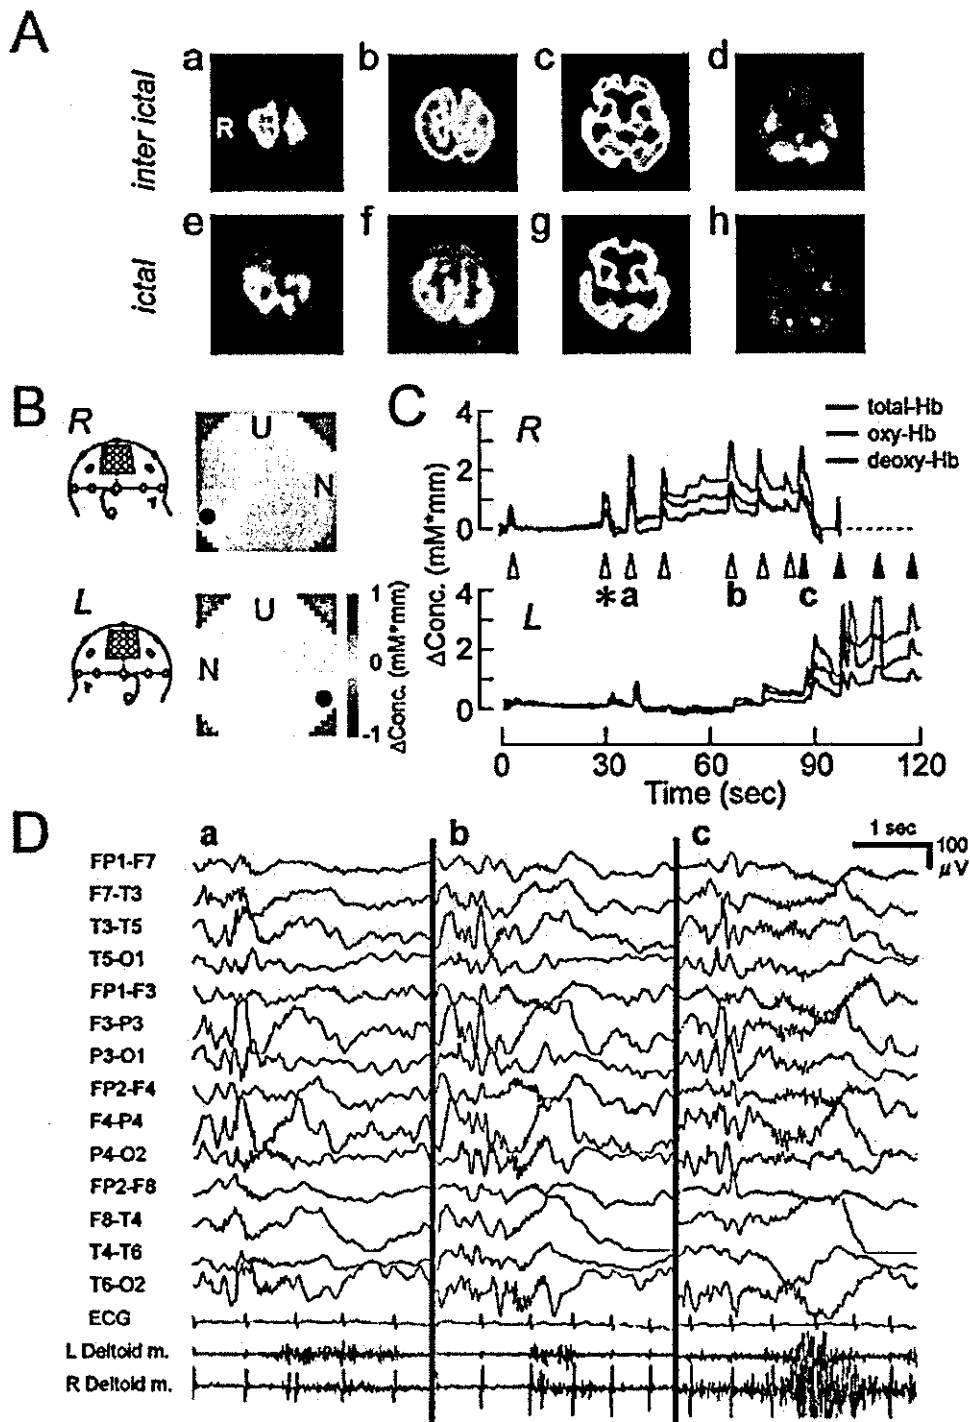 A
inter ictal
a
b
c
d
R
ictal
e
f
g
h
B
R
U
N
L
U
N
1
0
-1
ΔConc. (mM*mm)
C
R
total-Hb
oxy-Hb
deoxy-Hb
4
2
0
ΔConc. (mM*mm)
* a b c
L
4
2
0
0 30 60 90 120
Time (sec)
D
a b c
1 sec
100
μV
FP1-F7
F7-T3
T3-T5
T5-O1
FP1-F3
F3-P3
P3-O1
FP2-F4
F4-P4
P4-O2
FP2-F8
F8-T4
T4-T6
T6-O2
ECG
L Deltoid m.
R Deltoid m.